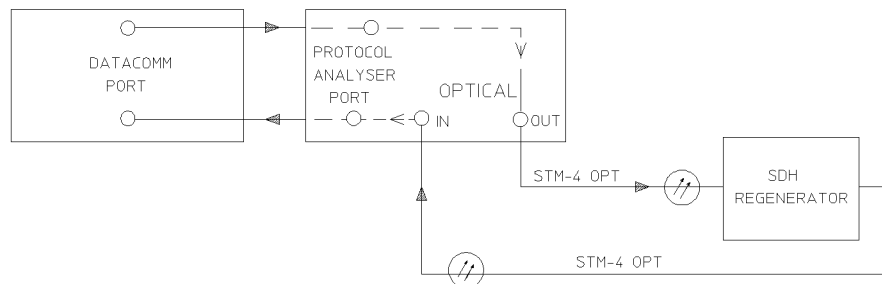 DATACOMM
PORT
PROTOCOL
ANALYSER
PORT
OPTICAL
IN
OUT
STM-4 OPT
SDH
REGENERATOR
STM-4 OPT